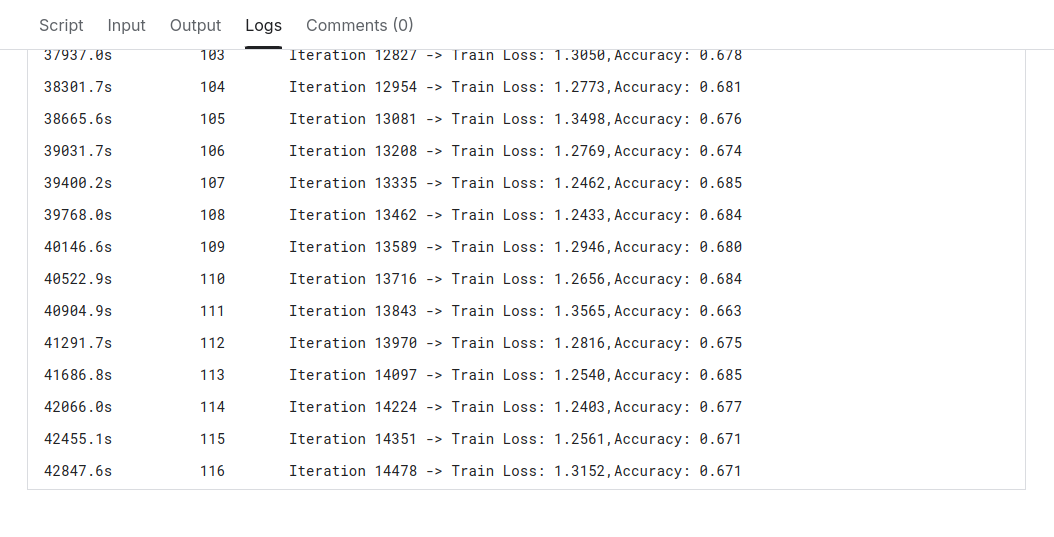 Script Input Output Logs Comments (0)
37937.0s 103 Iteration 12827 -> Train Loss: 1.3050,Accuracy: 0.678
38301.7s 104 Iteration 12954 -> Train Loss: 1.2773,Accuracy: 0.681
38665.6s 105 Iteration 13081 -> Train Loss: 1.3498,Accuracy: 0.676
39031.7s 106 Iteration 13208 -> Train Loss: 1.2769,Accuracy: 0.674
39400.2s 107 Iteration 13335 -> Train Loss: 1.2462,Accuracy: 0.685
39768.0s 108 Iteration 13462 -> Train Loss: 1.2433,Accuracy: 0.684
40146.6s 109 Iteration 13589 -> Train Loss: 1.2946,Accuracy: 0.680
40522.9s 110 Iteration 13716 -> Train Loss: 1.2656,Accuracy: 0.684
40904.9s 111 Iteration 13843 -> Train Loss: 1.3565,Accuracy: 0.663
41291.7s 112 Iteration 13970 -> Train Loss: 1.2816,Accuracy: 0.675
41686.8s 113 Iteration 14097 -> Train Loss: 1.2540,Accuracy: 0.685
42066.0s 114 Iteration 14224 -> Train Loss: 1.2403,Accuracy: 0.677
42455.1s 115 Iteration 14351 -> Train Loss: 1.2561,Accuracy: 0.671
42847.6s 116 Iteration 14478 -> Train Loss: 1.3152,Accuracy: 0.671